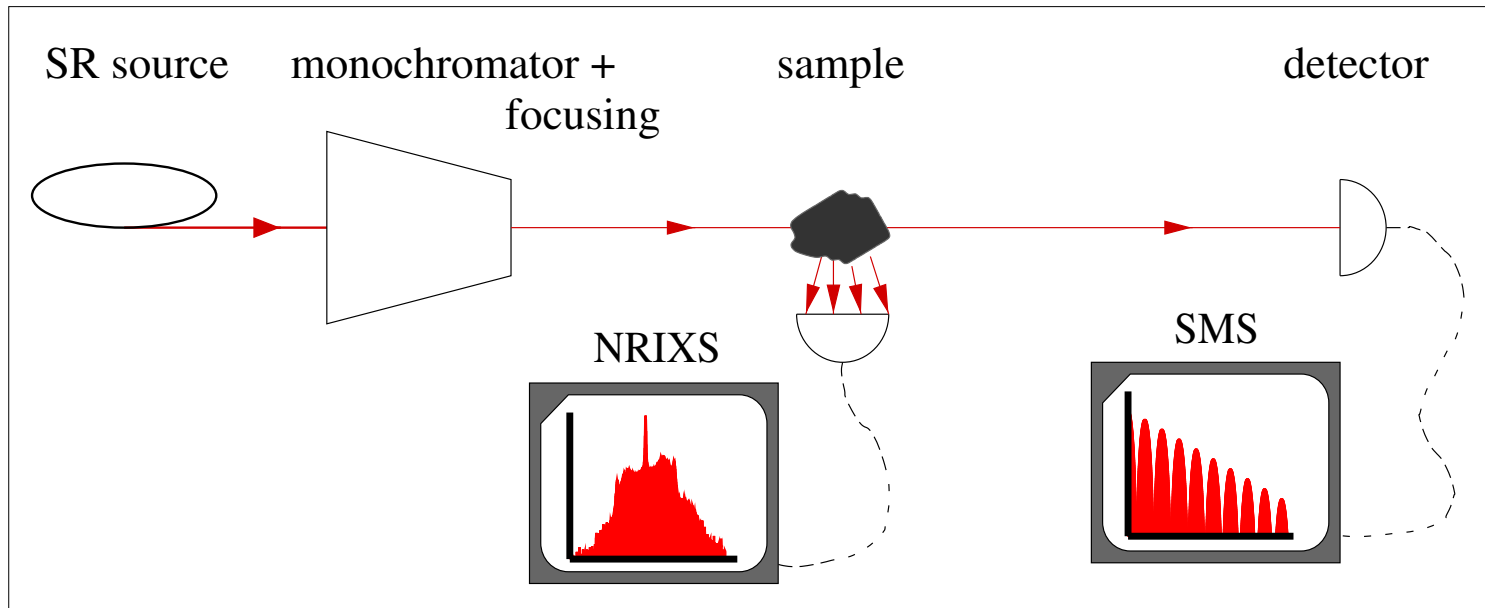 SR source
monochromator +
focusing
sample
detector
NRIXS
SMS